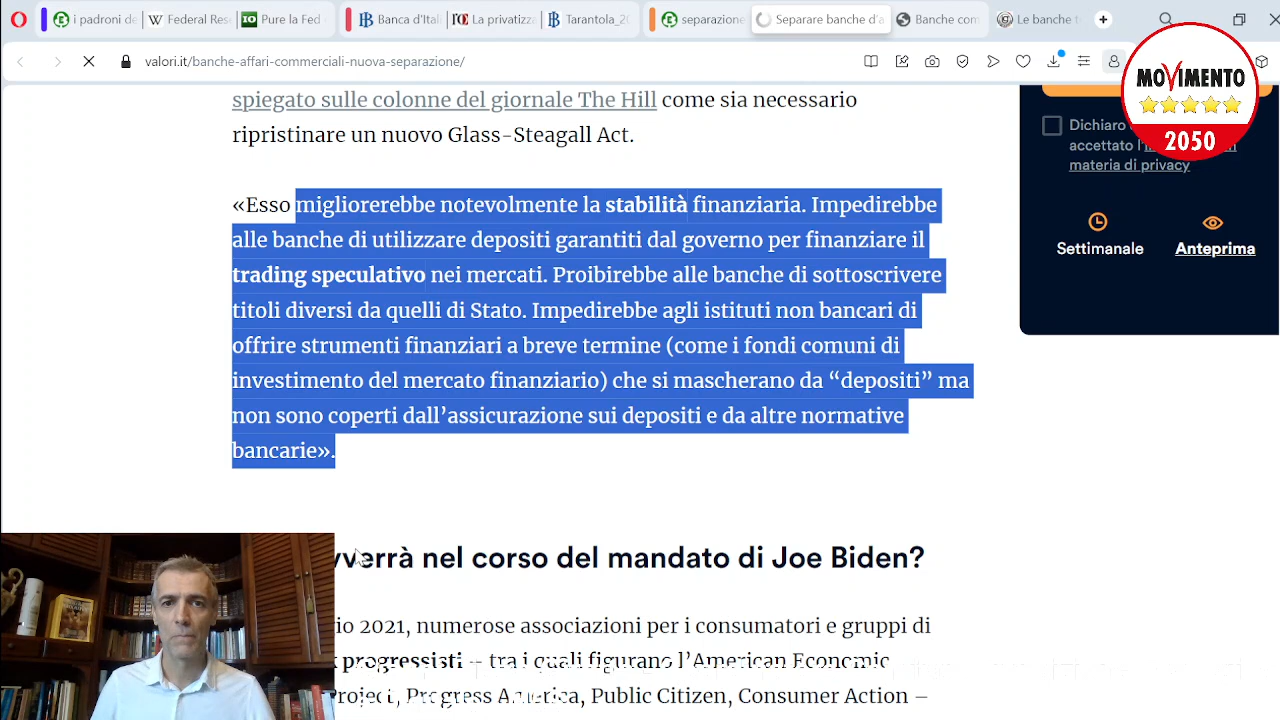 i padroni de
Federal Res
Pure la Fed
Banca d'Ital
La privatizz
Tarantola_20
separazione
Separare banche d'a
Banche com
Le banche t
valori.it/banche-affari-commerciali-nuova-separazione/
MOVIMENTO
2050
spiegato sulle colonne del giornale The Hill come sia necessario
ripristinare un nuovo Glass-Steagall Act.
«Esso migliorerebbe notevolmente la stabilità finanziaria. Impedirebbe
alle banche di utilizzare depositi garantiti dal governo per finanziare il
trading speculativo nei mercati. Proibirebbe alle banche di sottoscrivere
titoli diversi da quelli di Stato. Impedirebbe agli istituti non bancari di
offrire strumenti finanziari a breve termine (come i fondi comuni di
investimento del mercato finanziario) che si mascherano da “depositi” ma
non sono coperti dall’assicurazione sui depositi e da altre normative
bancarie».
Dichiaro
accettato l'
materia di privacy
Settimanale
Anteprima
vverrà nel corso del mandato di Joe Biden?
io 2021, numerose associazioni per i consumatori e gruppi di
progressisti – tra i quali figurano l’American Economic
Project, Progress America, Public Citizen, Consumer Action –